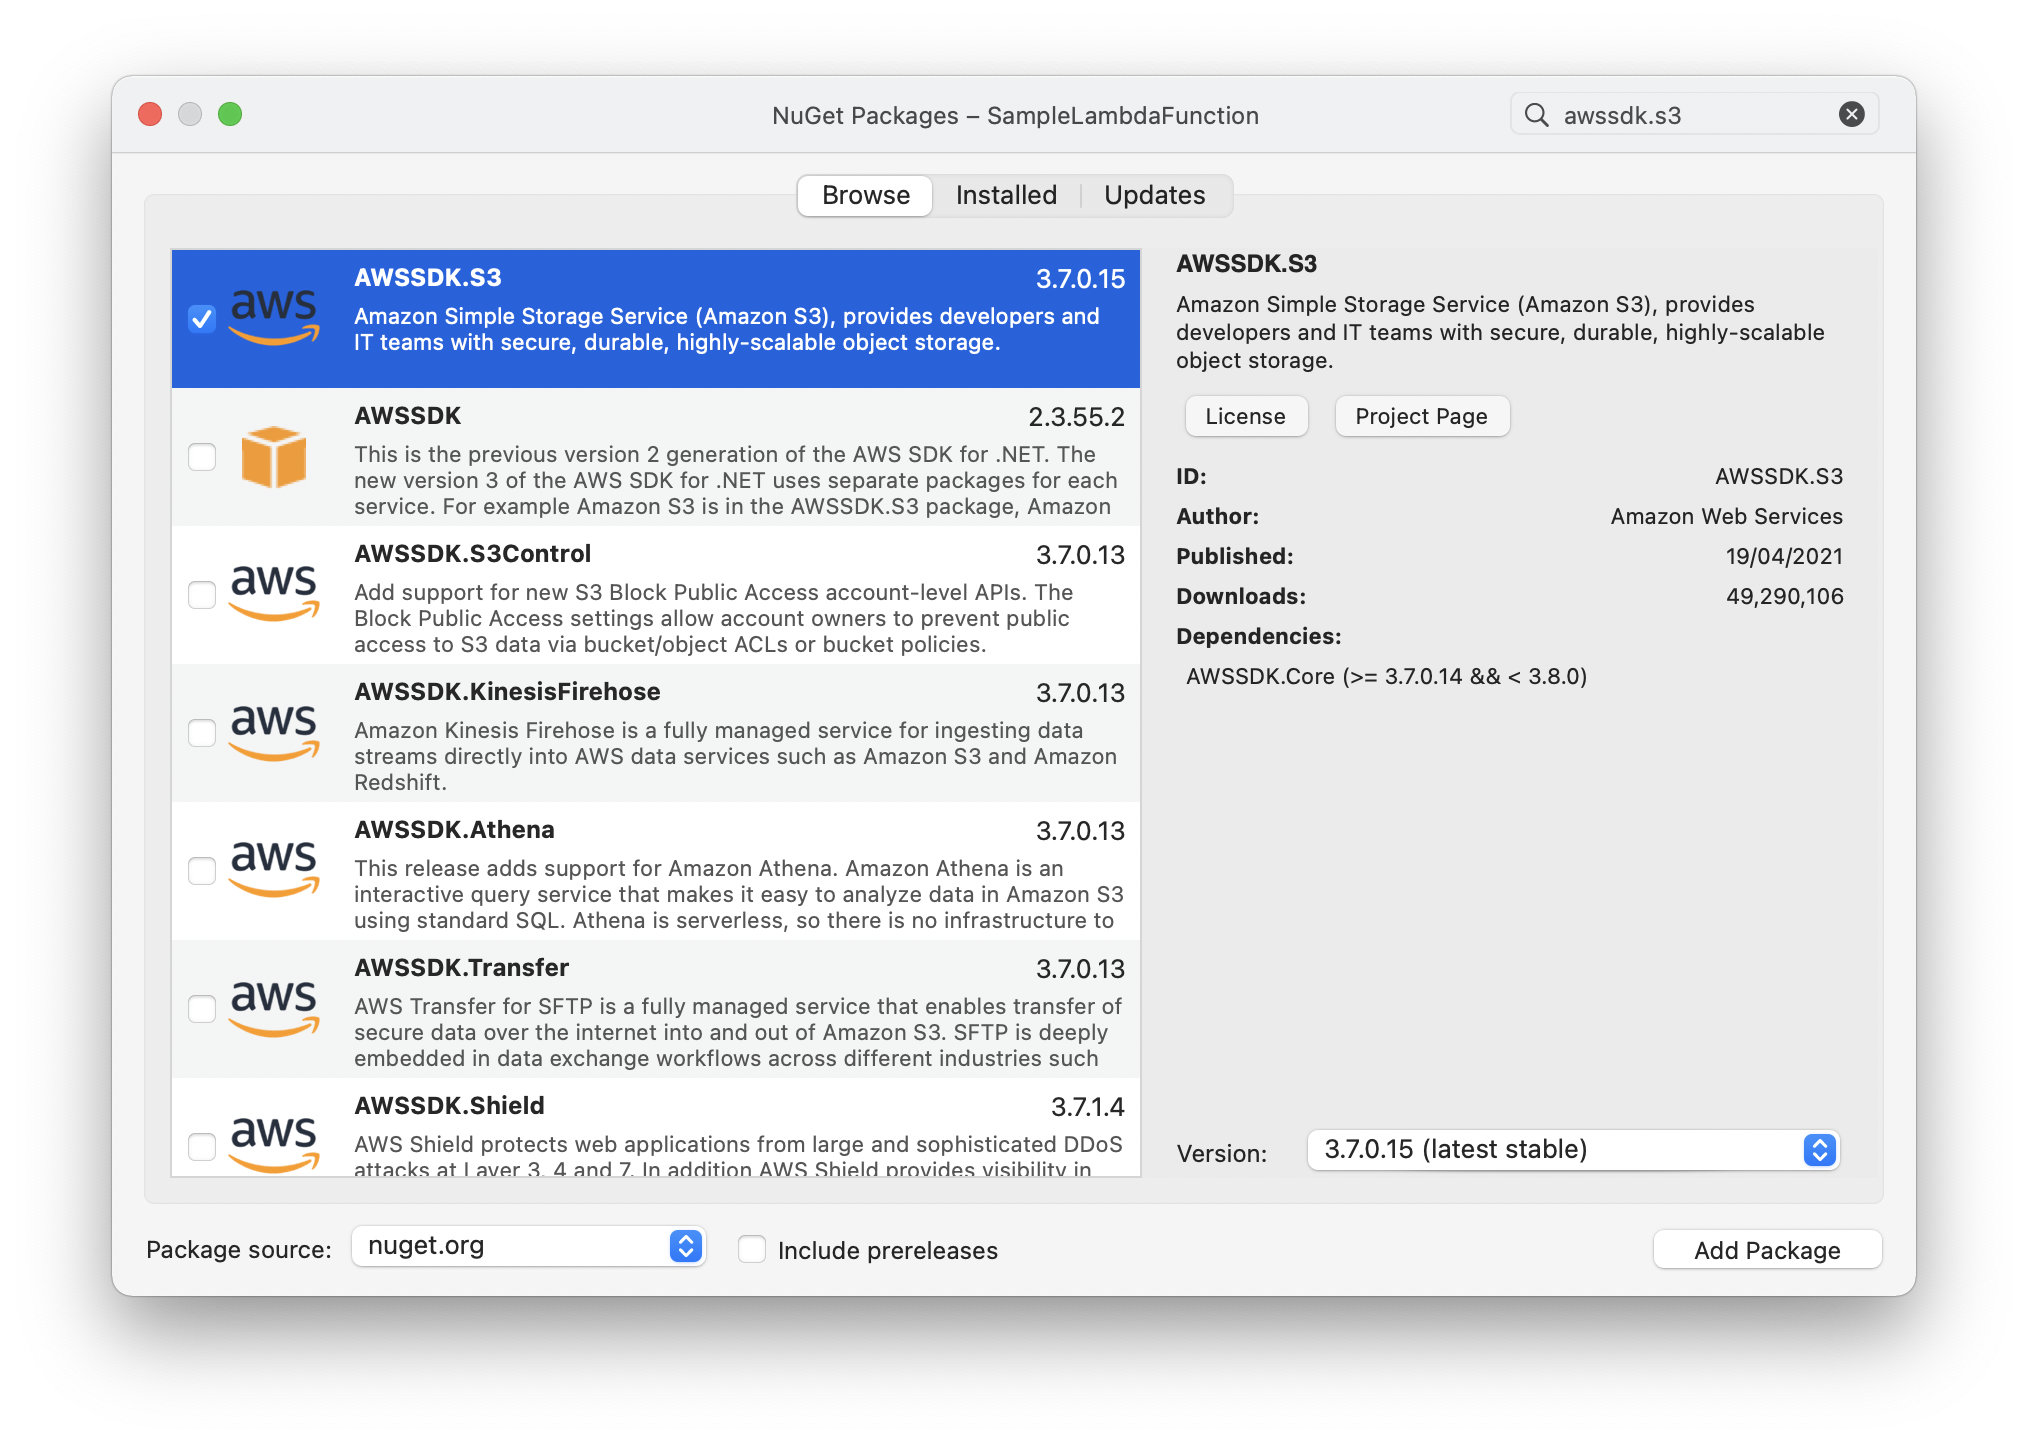 NuGet Packages – SampleLambdaFunction
awssdk.s3
Browse
Installed
Updates
aws
AWSSDK.S3
3.7.0.15
Amazon Simple Storage Service (Amazon S3), provides developers and
IT teams with secure, durable, highly-scalable object storage.
AWSSDK
2.3.55.2
This is the previous version 2 generation of the AWS SDK for .NET. The
new version 3 of the AWS SDK for .NET uses separate packages for each
service. For example Amazon S3 is in the AWSSDK.S3 package, Amazon
aws
AWSSDK.S3Control
3.7.0.13
Add support for new S3 Block Public Access account-level APIs. The
Block Public Access settings allow account owners to prevent public
access to S3 data via bucket/object ACLs or bucket policies.
aws
AWSSDK.KinesisFirehose
3.7.0.13
Amazon Kinesis Firehose is a fully managed service for ingesting data
streams directly into AWS data services such as Amazon S3 and Amazon
Redshift.
aws
AWSSDK.Athena
3.7.0.13
This release adds support for Amazon Athena. Amazon Athena is an
interactive query service that makes it easy to analyze data in Amazon S3
using standard SQL. Athena is serverless, so there is no infrastructure to
aws
AWSSDK.Transfer
3.7.0.13
AWS Transfer for SFTP is a fully managed service that enables transfer of
secure data over the internet into and out of Amazon S3. SFTP is deeply
embedded in data exchange workflows across different industries such
aws
AWSSDK.Shield
3.7.1.4
AWS Shield protects web applications from large and sophisticated DDoS
attacks at Layer 3, 4 and 7. In addition AWS Shield provides visibility in
AWSSDK.S3
Amazon Simple Storage Service (Amazon S3), provides
developers and IT teams with secure, durable, highly-scalable
object storage.
License
Project Page
ID:
AWSSDK.S3
Author:
Amazon Web Services
Published:
19/04/2021
Downloads:
49,290,106
Dependencies:
AWSSDK.Core (>= 3.7.0.14 && < 3.8.0)
Version:
3.7.0.15 (latest stable)
Package source:
nuget.org
Include prereleases
Add Package